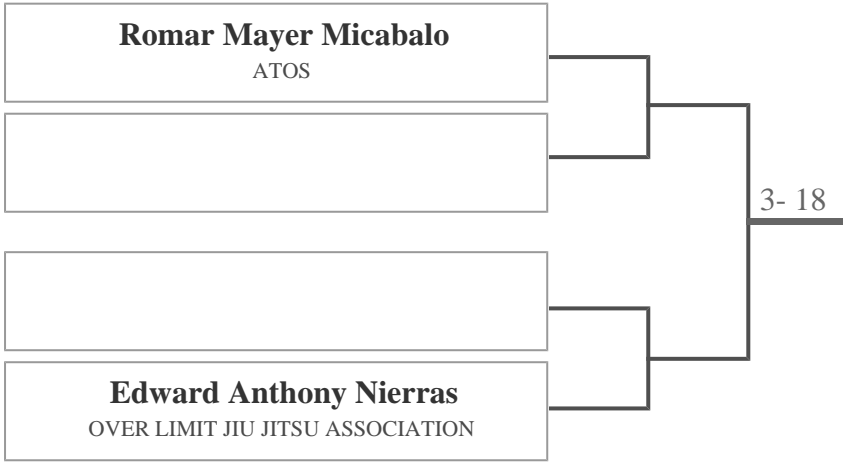 Romar Mayer Micabalo
ATOS
3- 18
Edward Anthony Nierras
OVER LIMIT JIU JITSU ASSOCIATION